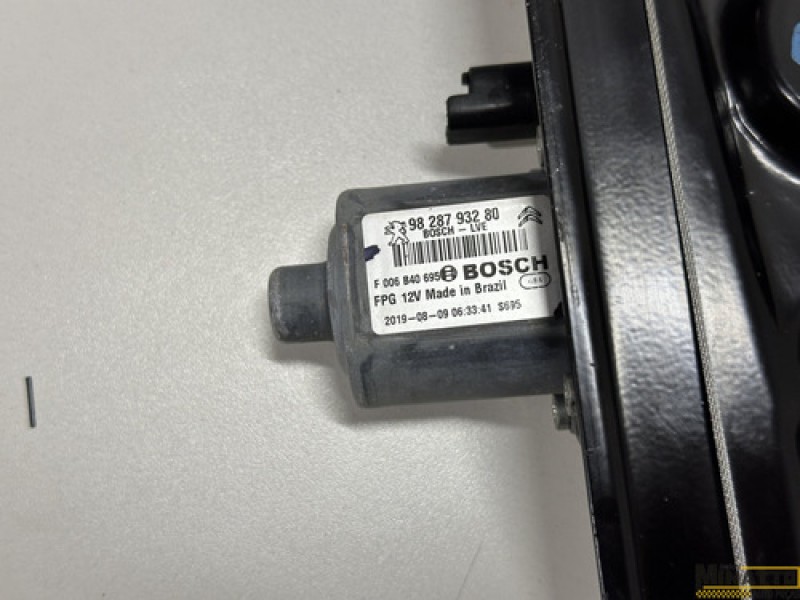 98 287 932 80
BOSCH - LVE
F 006 B40 695 BOSCH
FPG 12V Made in Brazil
2019-08-09 06:33:41 S695